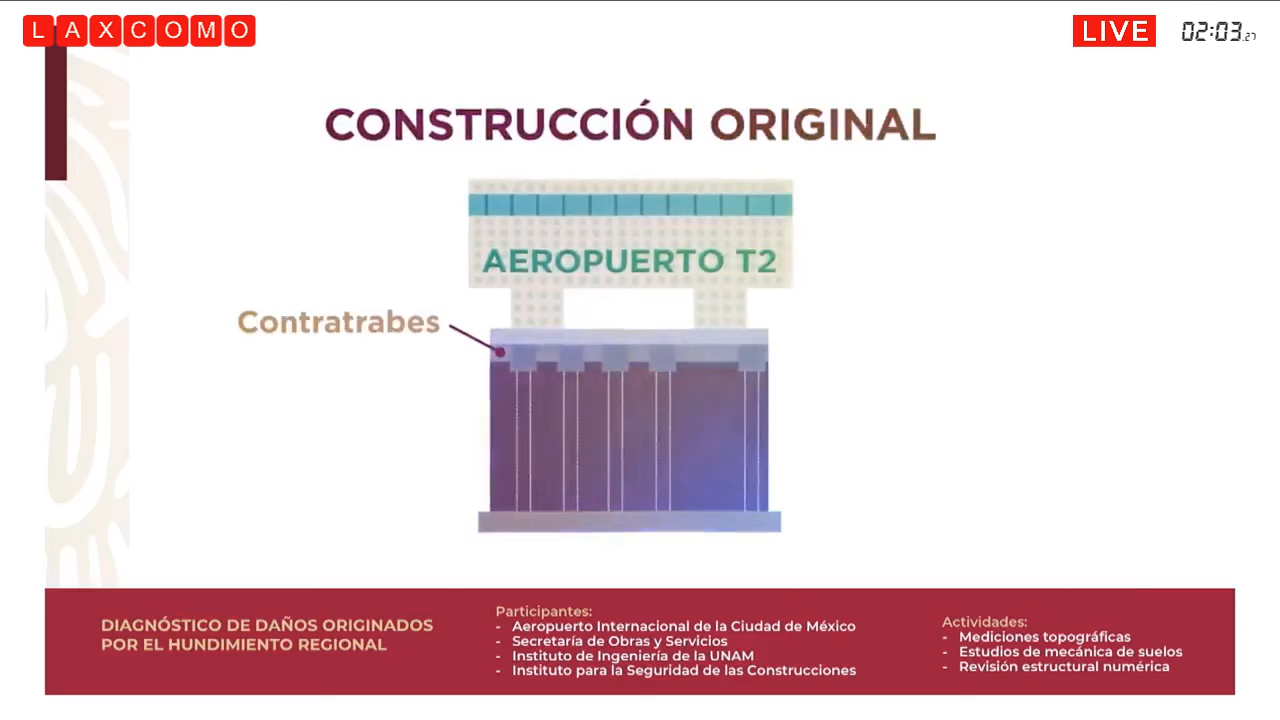 LAXCOMO
LIVE
02:03.27
CONSTRUCCIÓN ORIGINAL
AEROPUERTO T2
Contratrabes
DIAGNÓSTICO DE DAÑOS ORIGINADOS
POR EL HUNDIMIENTO REGIONAL
Participantes:
- Aeropuerto Internacional de la Ciudad de México
- Secretaría de Obras y Servicios
- Instituto de Ingeniería de la UNAM
- Instituto para la Seguridad de las Construcciones
Actividades:
- Mediciones topográficas
- Estudios de mecánica de suelos
- Revisión estructural numérica